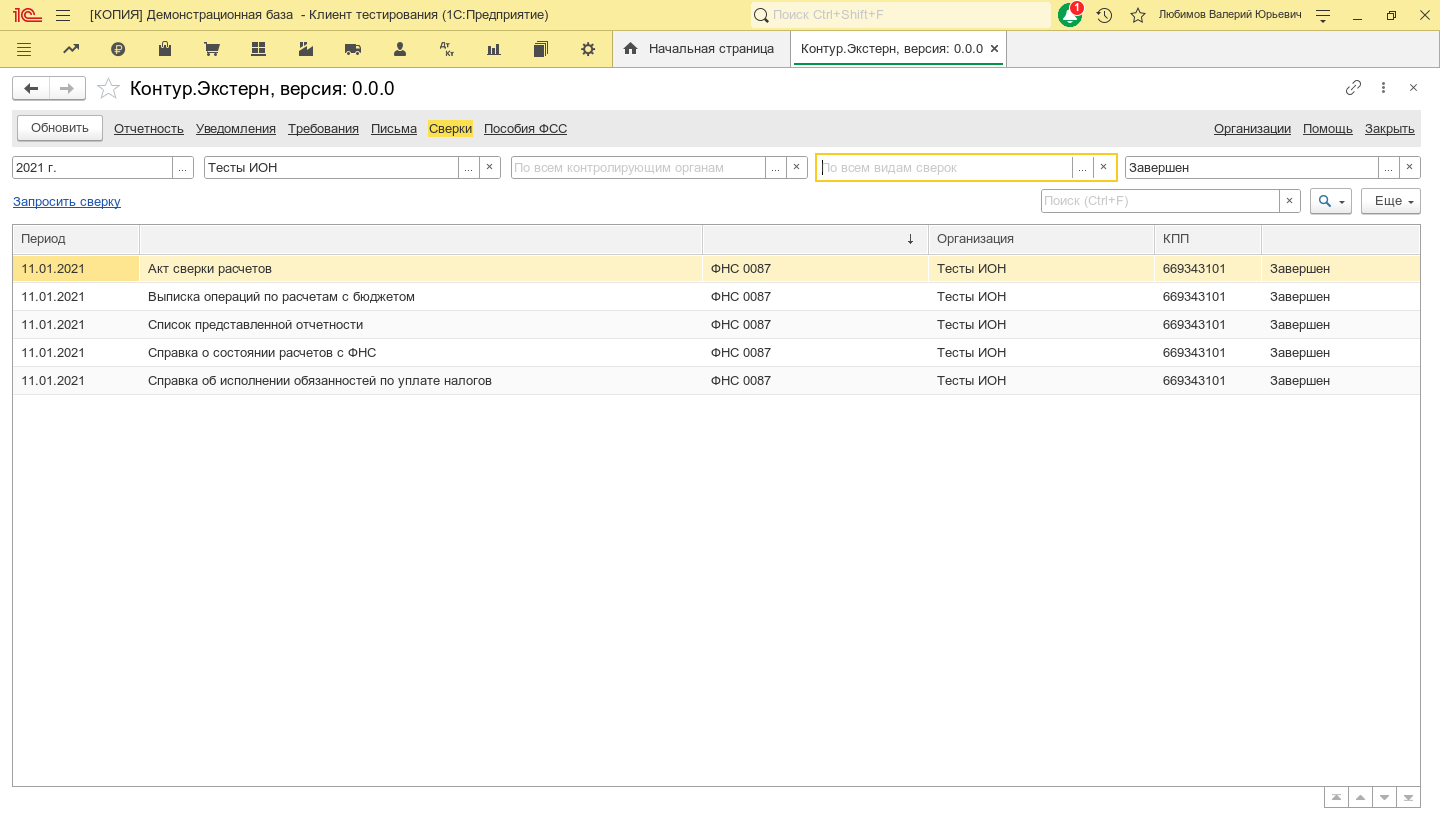 [КОПИЯ] Демонстрационная база - Клиент тестирования (1С:Предприятие) Поиск Ctrl+Shift+F 1 Любимов Валерий Юрьевич
Дт Кт Начальная страница Контур.Экстерн, версия: 0.0.0 ×
Контур.Экстерн, версия: 0.0.0
Обновить Отчетность Уведомления Требования Письма Сверки Пособия ФСС Организации Помощь Закрыть
2021 г. ... Тесты ИОН ... × По всем контролирующим органам ... × По всем видам сверок ... × Завершен ... ×
Запросить сверку Поиск (Ctrl+F) × Еще
Период ↓ Организация КПП
11.01.2021 Акт сверки расчетов ФНС 0087 Тесты ИОН 669343101 Завершен
11.01.2021 Выписка операций по расчетам с бюджетом ФНС 0087 Тесты ИОН 669343101 Завершен
11.01.2021 Список представленной отчетности ФНС 0087 Тесты ИОН 669343101 Завершен
11.01.2021 Справка о состоянии расчетов с ФНС ФНС 0087 Тесты ИОН 669343101 Завершен
11.01.2021 Справка об исполнении обязанностей по уплате налогов ФНС 0087 Тесты ИОН 669343101 Завершен